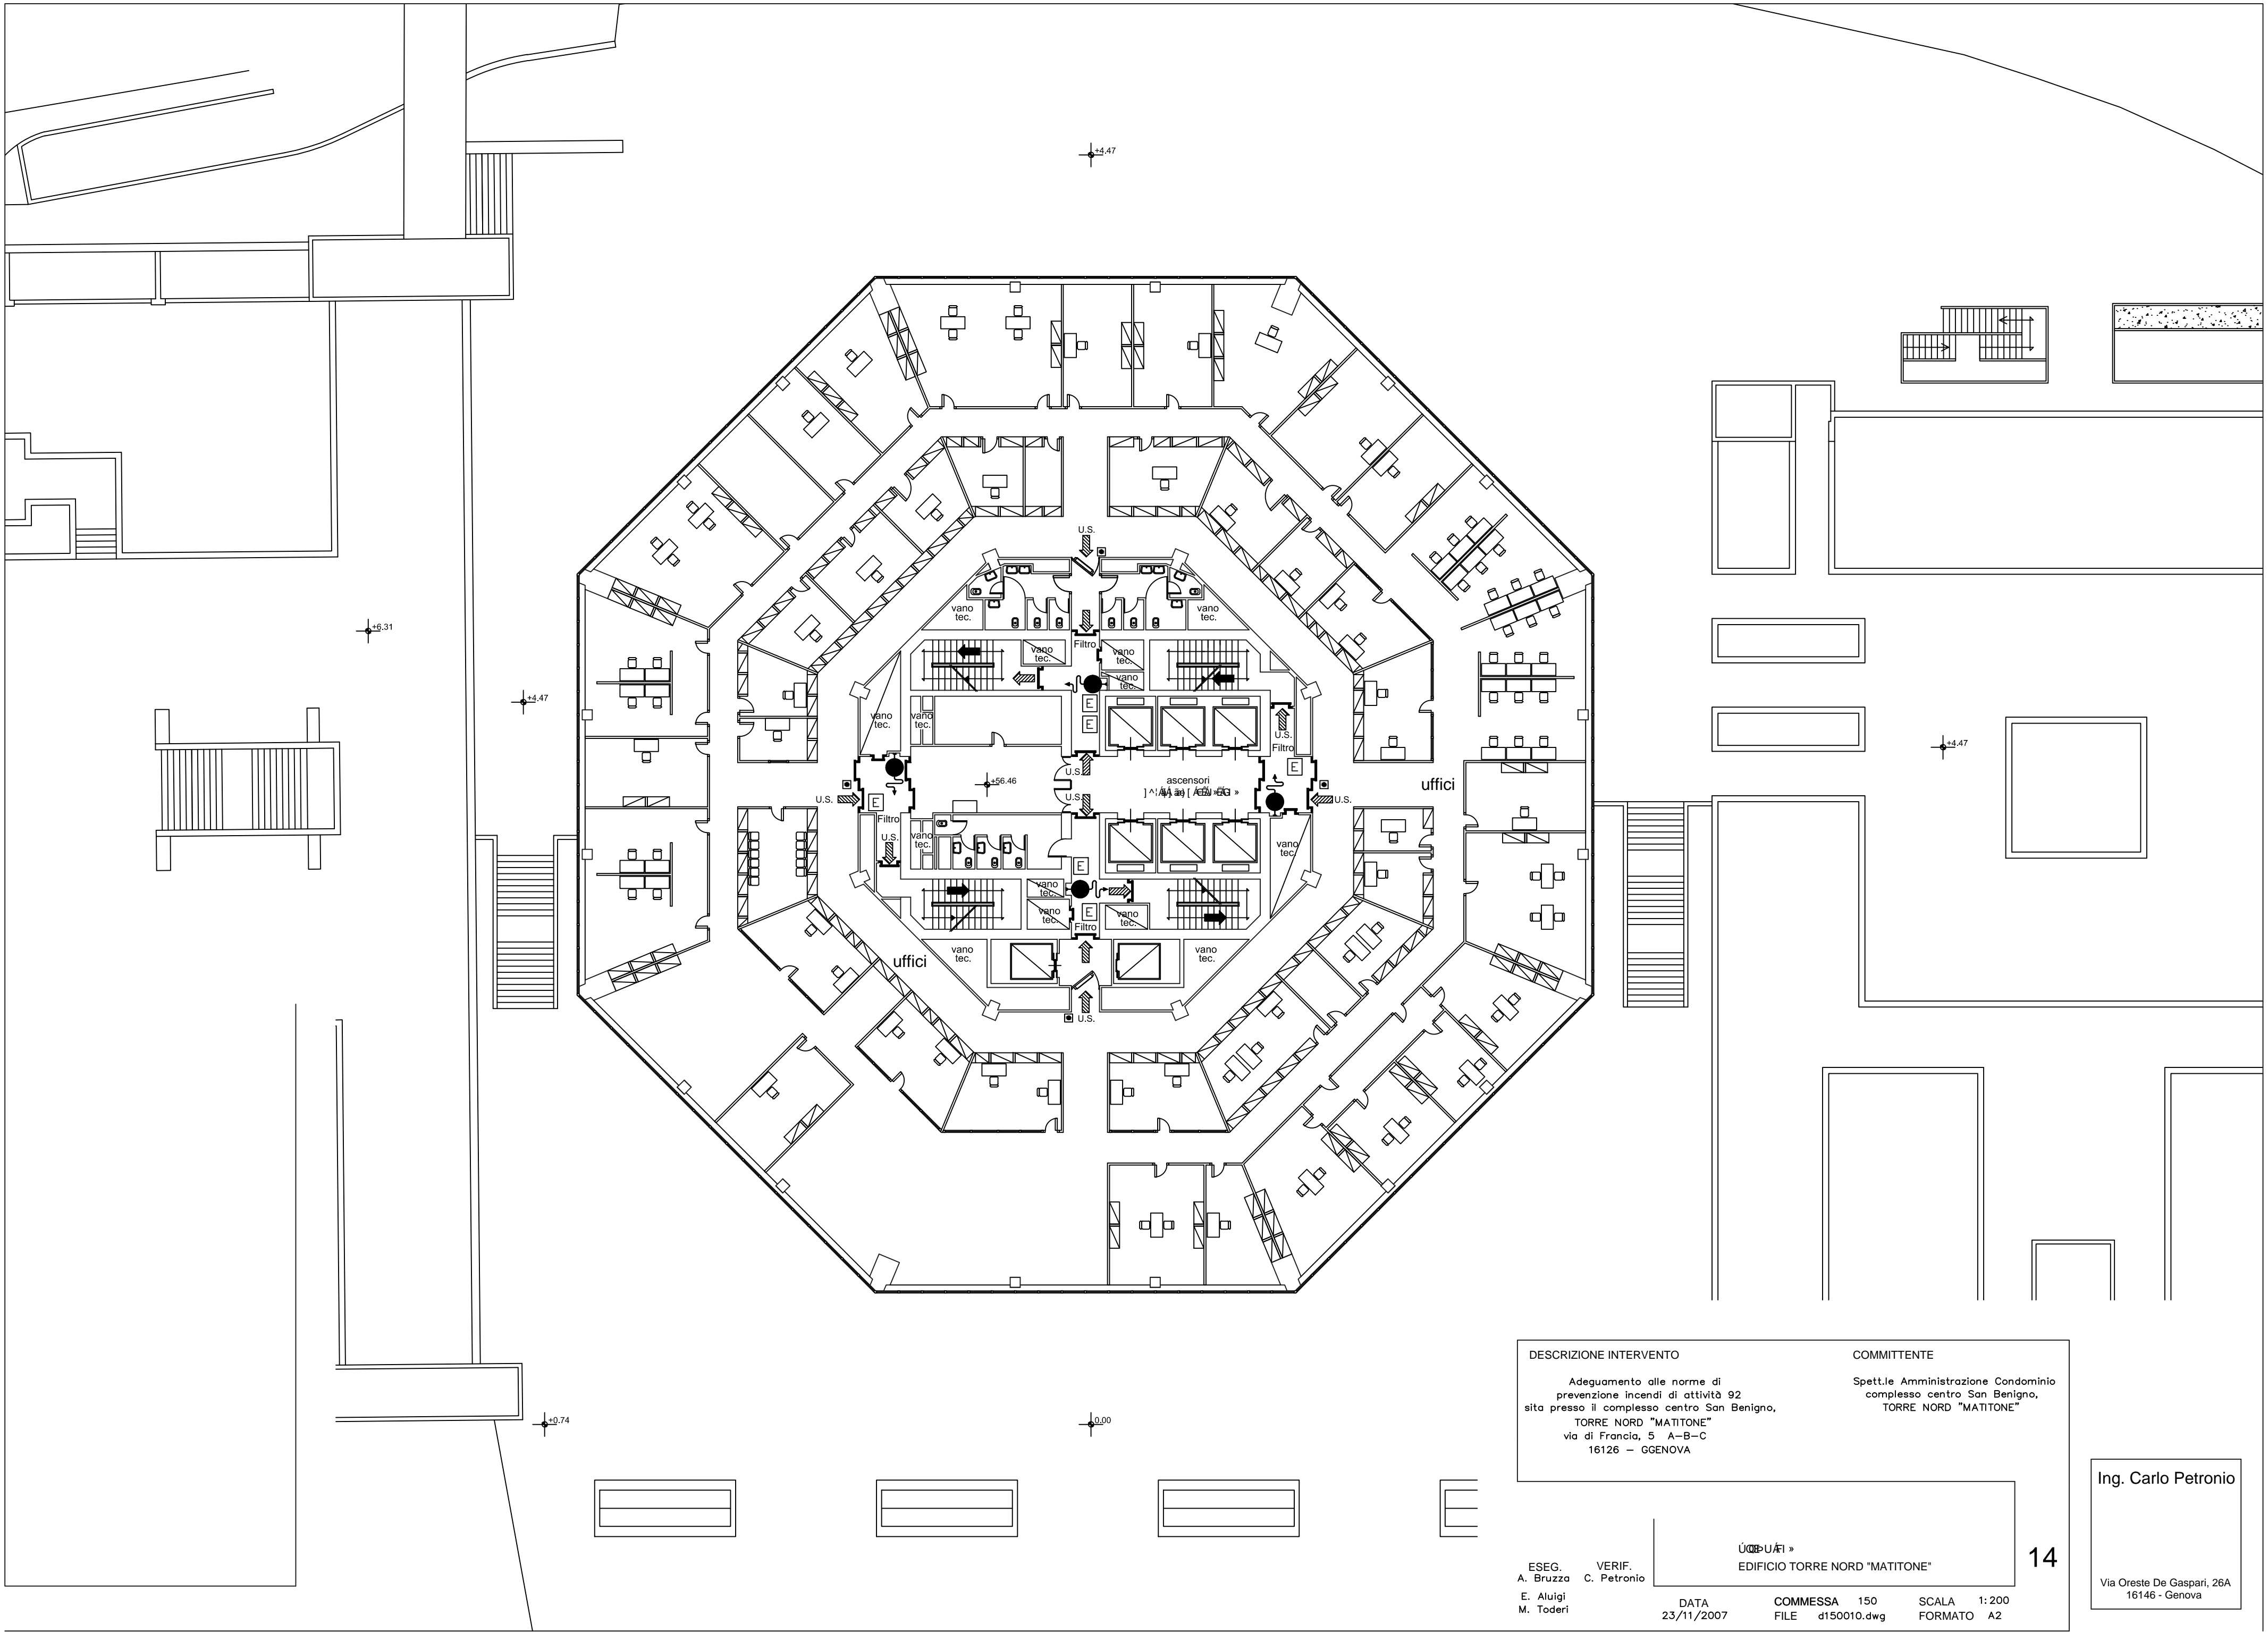 +4.47
+6.31
+4.47
+4.47
U.S.
vano
tec.
vano
tec.
Filtro
vano
tec.
vano
tec.
vano
tec.
E
E
vano
tec.
vano
tec.
U.S.
Filtro
E
U.S.
+56.46
ascensori
uffici
U.S.
E
U.S.
U.S.
Filtro
U.S.
vano
tec.
vano
tec.
E
vano
tec.
E
vano
tec.
vano
tec.
Filtro
vano
tec.
vano
tec.
uffici
U.S.
+0.74
0.00
DESCRIZIONE INTERVENTO
Adeguamento alle norme di
prevenzione incendi di attività 92
sita presso il complesso centro San Benigno,
TORRE NORD "MATITONE"
via di Francia, 5 A-B-C
16126 - GGENOVA
COMMITTENTE
Spett.le Amministrazione Condominio
complesso centro San Benigno,
TORRE NORD "MATITONE"
EDIFICIO TORRE NORD "MATITONE"
14
ESEG.
A. Bruzza
E. Aluigi
M. Toderi
VERIF.
C. Petronio
DATA
23/11/2007
COMMESSA 150
FILE d150010.dwg
SCALA 1:200
FORMATO A2
Ing. Carlo Petronio
Via Oreste De Gaspari, 26A
16146 - Genova